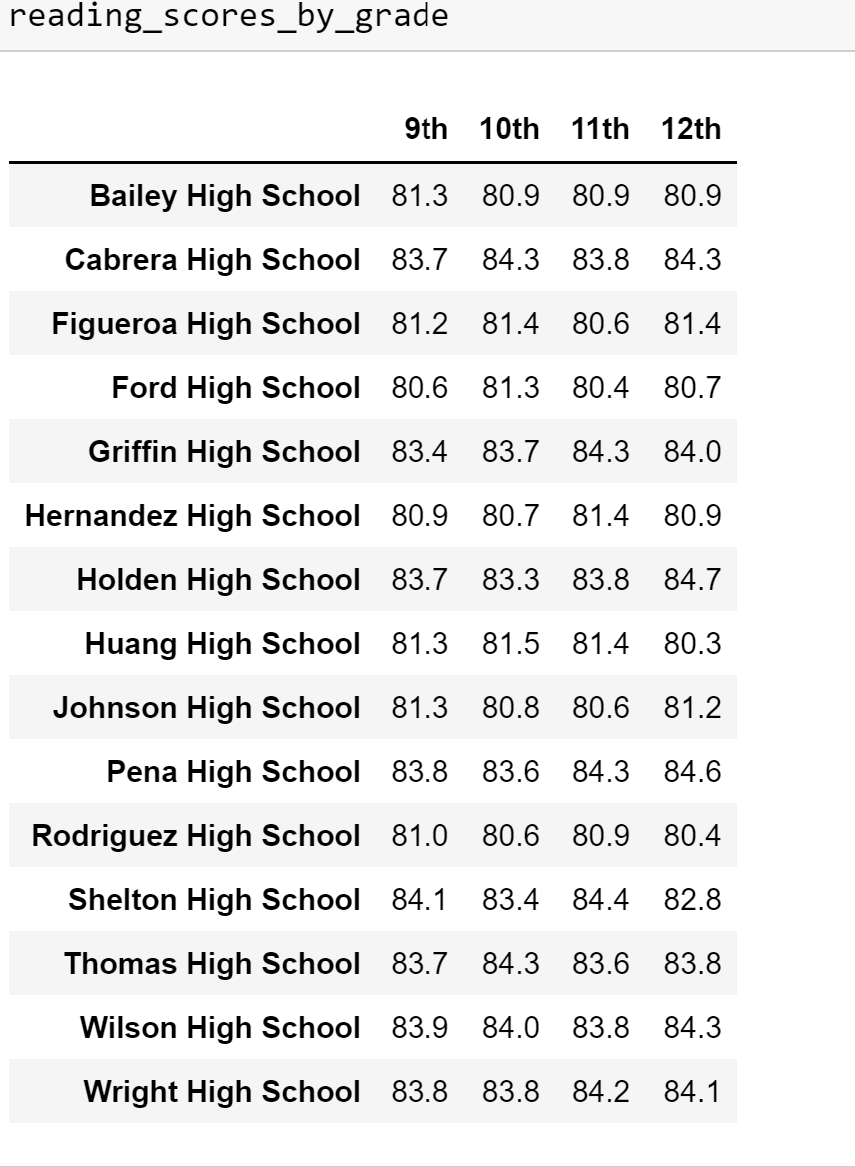 reading_scores_by_grade
9th 10th 11th 12th
Bailey High School 81.3 80.9 80.9 80.9
Cabrera High School 83.7 84.3 83.8 84.3
Figueroa High School 81.2 81.4 80.6 81.4
Ford High School 80.6 81.3 80.4 80.7
Griffin High School 83.4 83.7 84.3 84.0
Hernandez High School 80.9 80.7 81.4 80.9
Holden High School 83.7 83.3 83.8 84.7
Huang High School 81.3 81.5 81.4 80.3
Johnson High School 81.3 80.8 80.6 81.2
Pena High School 83.8 83.6 84.3 84.6
Rodriguez High School 81.0 80.6 80.9 80.4
Shelton High School 84.1 83.4 84.4 82.8
Thomas High School 83.7 84.3 83.6 83.8
Wilson High School 83.9 84.0 83.8 84.3
Wright High School 83.8 83.8 84.2 84.1